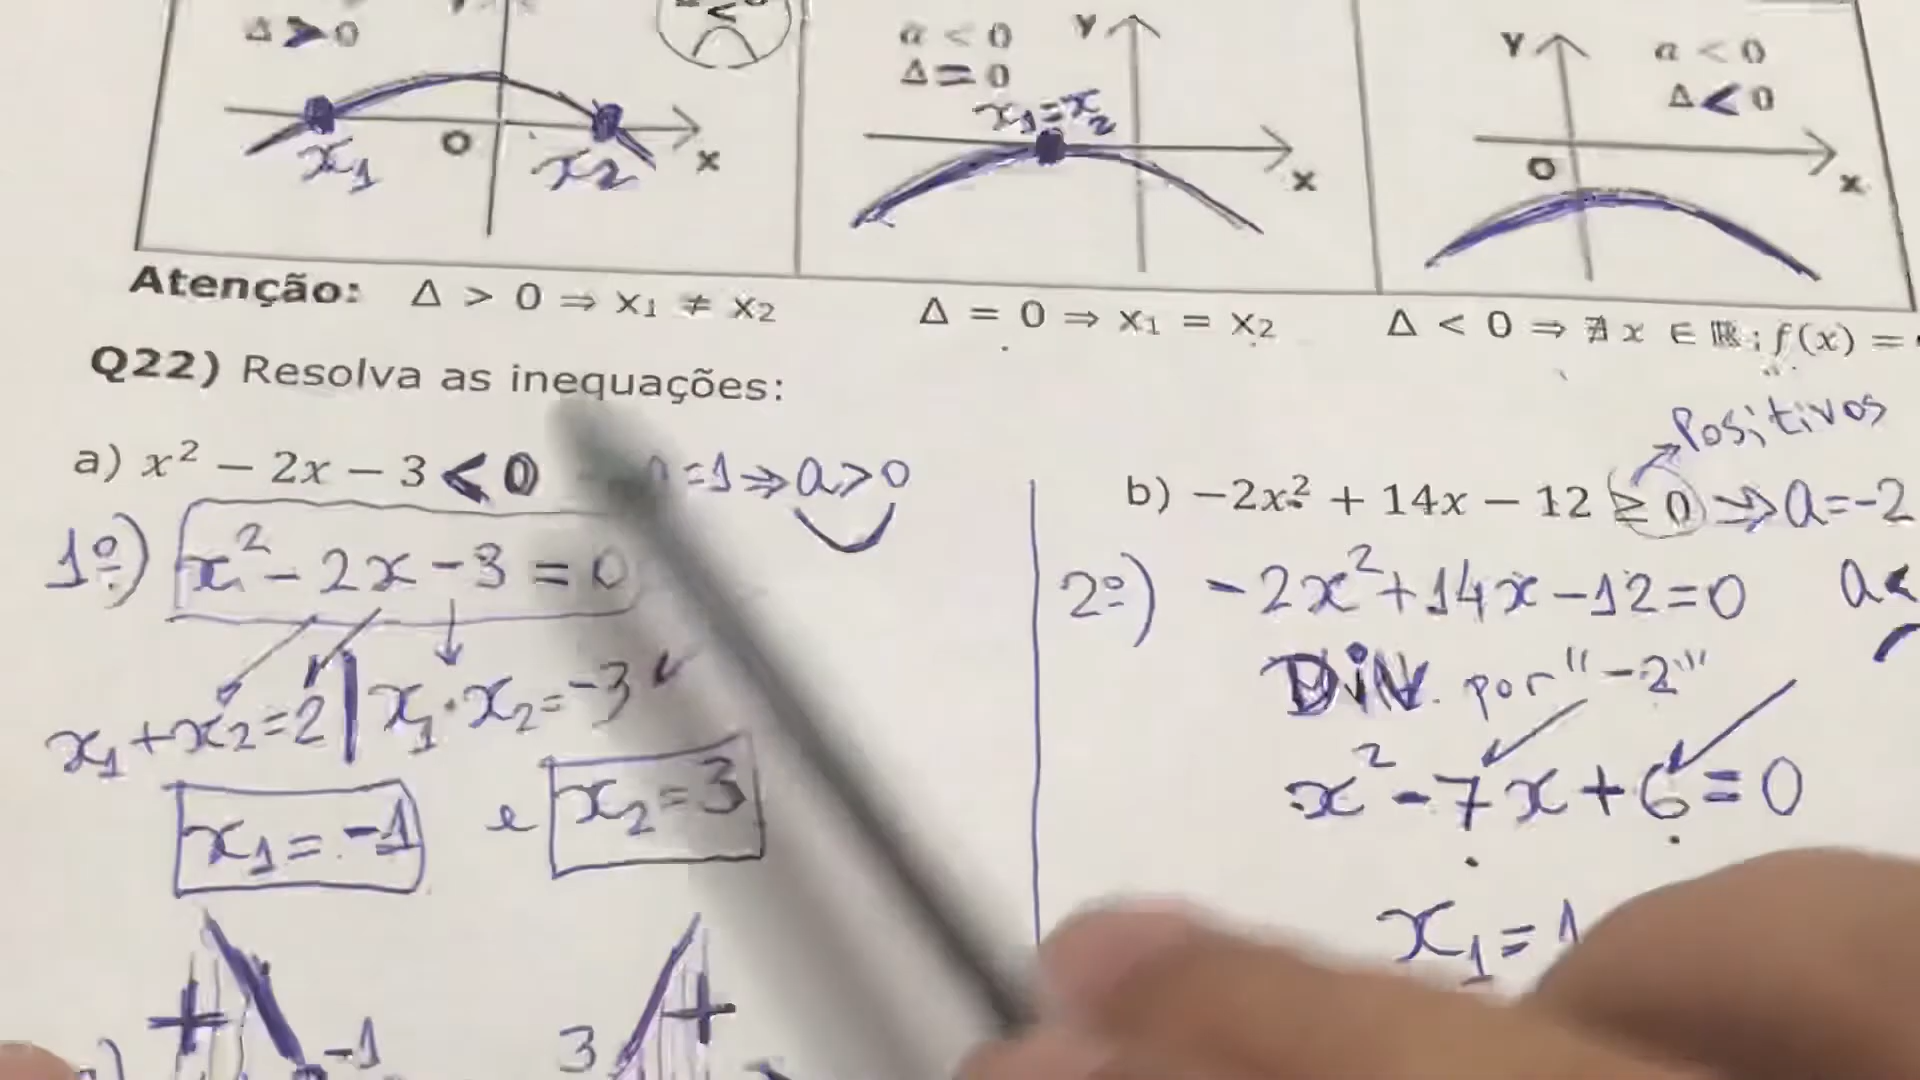 Δ > 0
<
x₁ O x₂ x
a < 0 Y
Δ = 0
x₁ = x₂
x
Y a < 0
Δ < 0
O x
Atenção: Δ > 0 ⇒ x₁ ≠ x₂ Δ = 0 ⇒ x₁ = x₂ Δ < 0 ⇒ ∄ x ∈ ℝ; f(x) =
Q22) Resolva as inequações:
Positivos
a) x² − 2x − 3 < 0 =1 ⇒ a > 0
b) −2x² + 14x − 12 ≥ 0 ⇒ a = -2
1º) x² - 2x - 3 = 0
x₁ + x₂ = 2 | x₁ · x₂ = -3
x₁ = -1 e x₂ = 3
+ -1 3 +
2º) -2x² + 14x - 12 = 0 a <
DiV. por "-2"
x² - 7x + 6 = 0
x₁ = 1